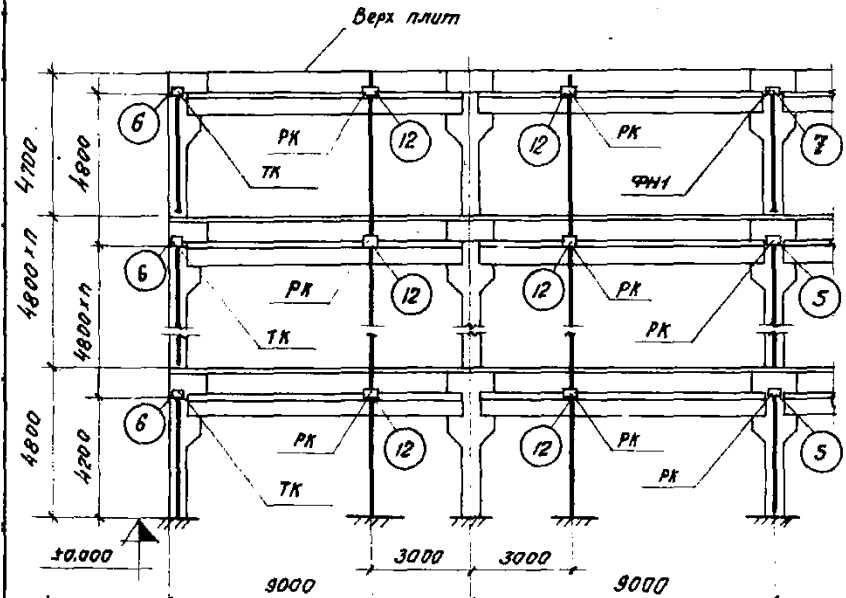 Верх плит
6 ТК РК 12 12 РК ФН1 7
4700 4800
6 ТК РК 12 12 РК РК 5
4800×n 4800×n
6 ТК РК 12 12 РК РК 5
4800 4200
±0.000
3000 3000
9000 9000